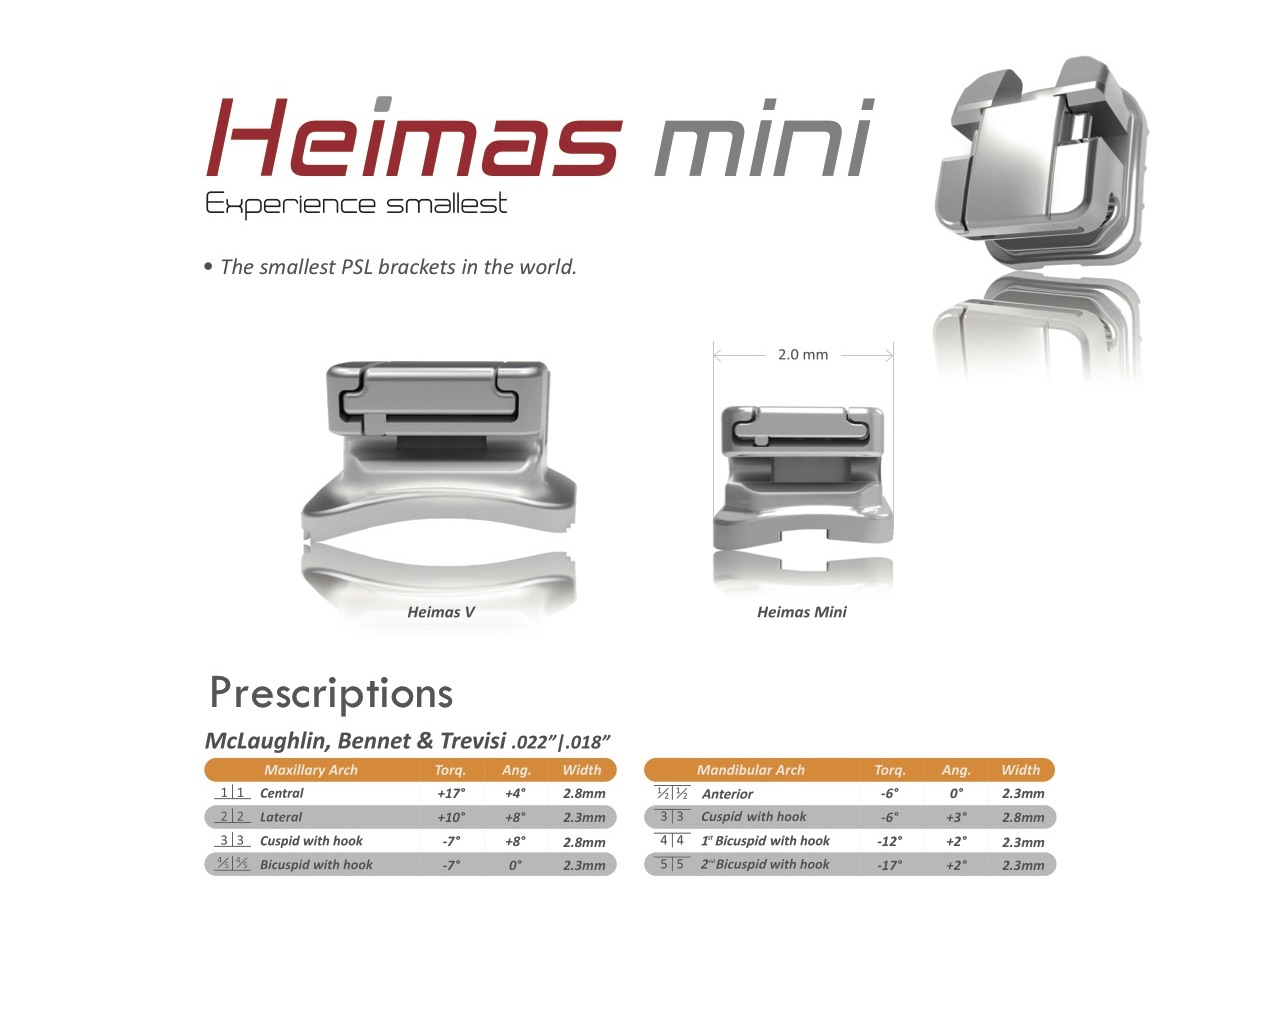 Heimas mini
Experience smallest
• The smallest PSL brackets in the world.
2.0 mm
Heimas V
Heimas Mini
Prescriptions
McLaughlin, Bennet & Trevisi .022”|.018”
Maxillary Arch Torq. Ang. Width
1|1 Central +17° +4° 2.8mm
2|2 Lateral +10° +8° 2.3mm
3|3 Cuspid with hook -7° +8° 2.8mm
4/5|4/5 Bicuspid with hook -7° 0° 2.3mm
Mandibular Arch Torq. Ang. Width
½|½ Anterior -6° 0° 2.3mm
3|3 Cuspid with hook -6° +3° 2.8mm
4|4 1st Bicuspid with hook -12° +2° 2.3mm
5|5 2nd Bicuspid with hook -17° +2° 2.3mm